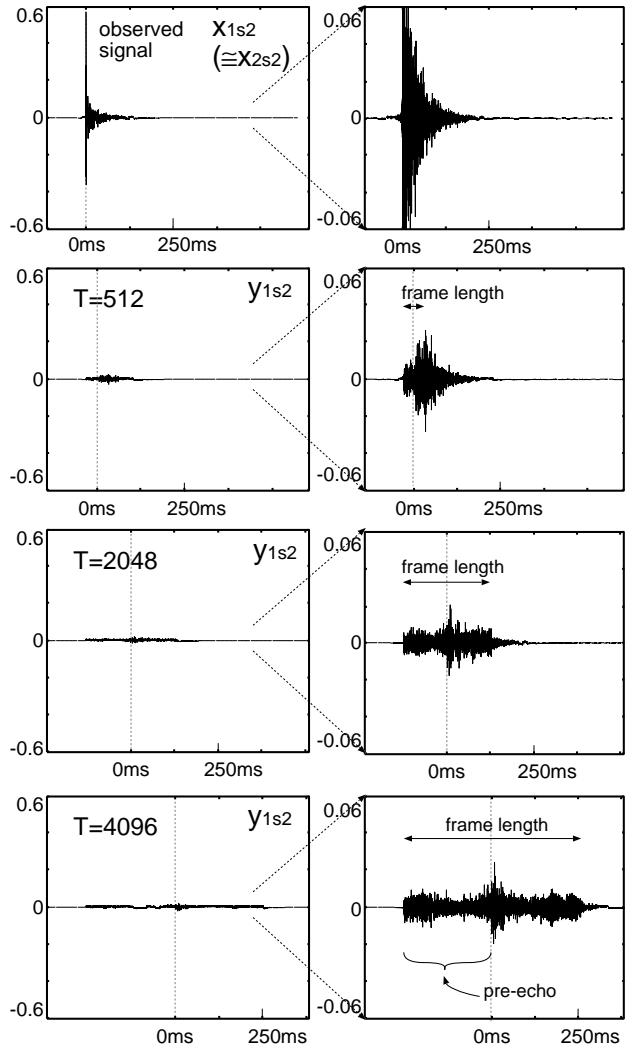 0.6
observed
signal
x1s2
(≅x2s2)
0
-0.6
0ms
250ms
0.06
0
-0.06
0ms
250ms
0.6
T=512
y1s2
0
-0.6
0ms
250ms
0.06
frame length
0
-0.06
0ms
250ms
0.6
T=2048
y1s2
0
-0.6
0ms
250ms
0.06
frame length
0
-0.06
0ms
250ms
0.6
T=4096
y1s2
0
-0.6
0ms
250ms
0.06
frame length
0
pre-echo
-0.06
0ms
250ms